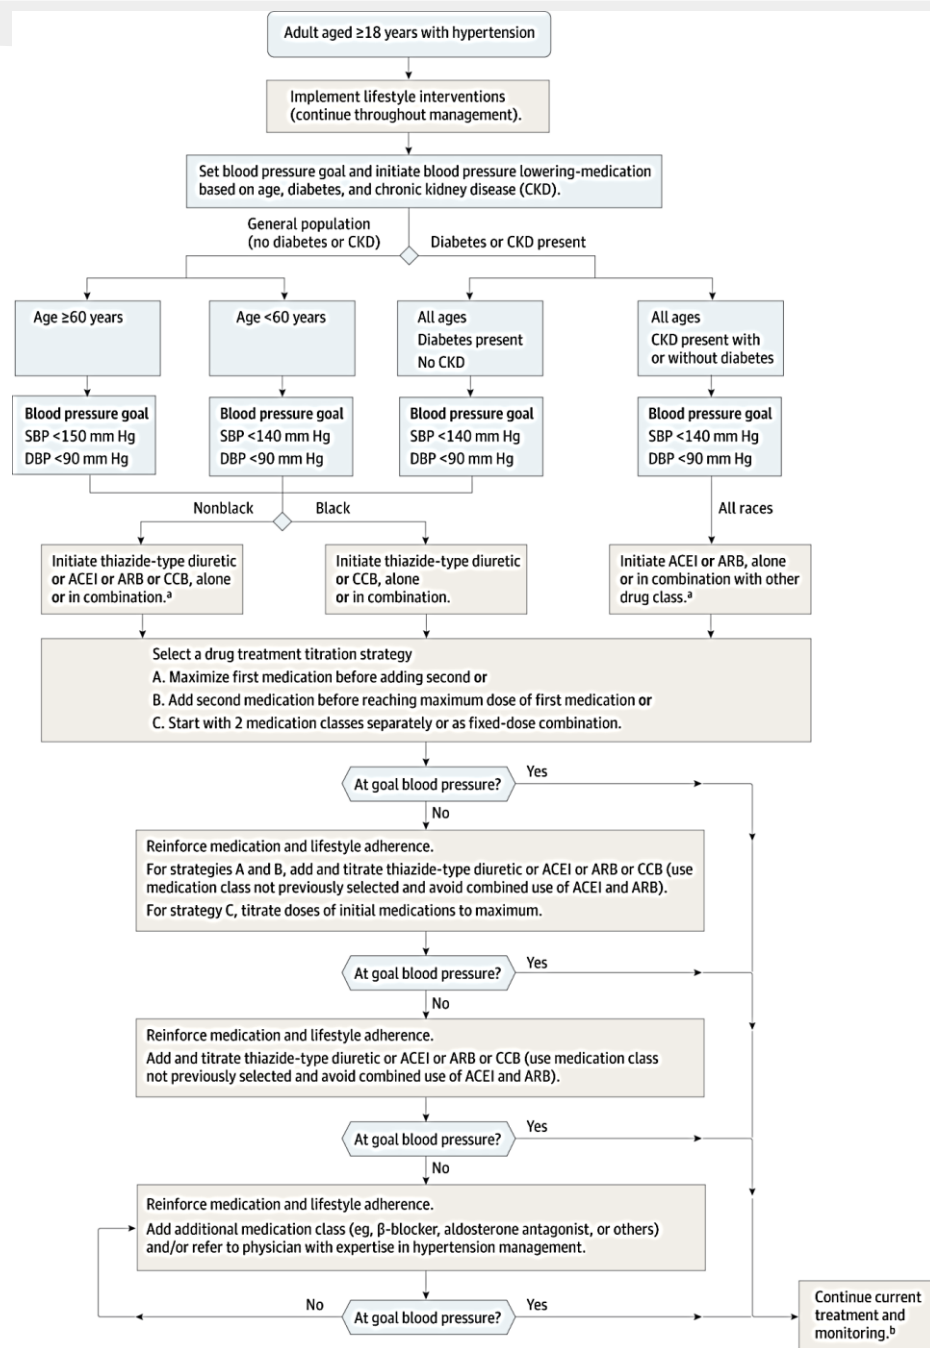 Adult aged ≥18 years with hypertension
Implement lifestyle interventions
(continue throughout management).
Set blood pressure goal and initiate blood pressure lowering-medication
based on age, diabetes, and chronic kidney disease (CKD).
General population
(no diabetes or CKD)
Diabetes or CKD present
Age ≥60 years
Age <60 years
All ages
Diabetes present
No CKD
All ages
CKD present with
or without diabetes
Blood pressure goal
SBP <150 mm Hg
DBP <90 mm Hg
Blood pressure goal
SBP <140 mm Hg
DBP <90 mm Hg
Blood pressure goal
SBP <140 mm Hg
DBP <90 mm Hg
Blood pressure goal
SBP <140 mm Hg
DBP <90 mm Hg
Nonblack
Black
All races
Initiate thiazide-type diuretic
or ACEI or ARB or CCB, alone
or in combination.ª
Initiate thiazide-type diuretic
or CCB, alone
or in combination.
Initiate ACEI or ARB, alone
or in combination with other
drug class.ª
Select a drug treatment titration strategy
A. Maximize first medication before adding second or
B. Add second medication before reaching maximum dose of first medication or
C. Start with 2 medication classes separately or as fixed-dose combination.
At goal blood pressure?
Yes
No
Reinforce medication and lifestyle adherence.
For strategies A and B, add and titrate thiazide-type diuretic or ACEI or ARB or CCB (use
medication class not previously selected and avoid combined use of ACEI and ARB).
For strategy C, titrate doses of initial medications to maximum.
At goal blood pressure?
Yes
No
Reinforce medication and lifestyle adherence.
Add and titrate thiazide-type diuretic or ACEI or ARB or CCB (use medication class
not previously selected and avoid combined use of ACEI and ARB).
At goal blood pressure?
Yes
No
Reinforce medication and lifestyle adherence.
Add additional medication class (eg, β-blocker, aldosterone antagonist, or others)
and/or refer to physician with expertise in hypertension management.
No
At goal blood pressure?
Yes
Continue current
treatment and
monitoring.ᵇ